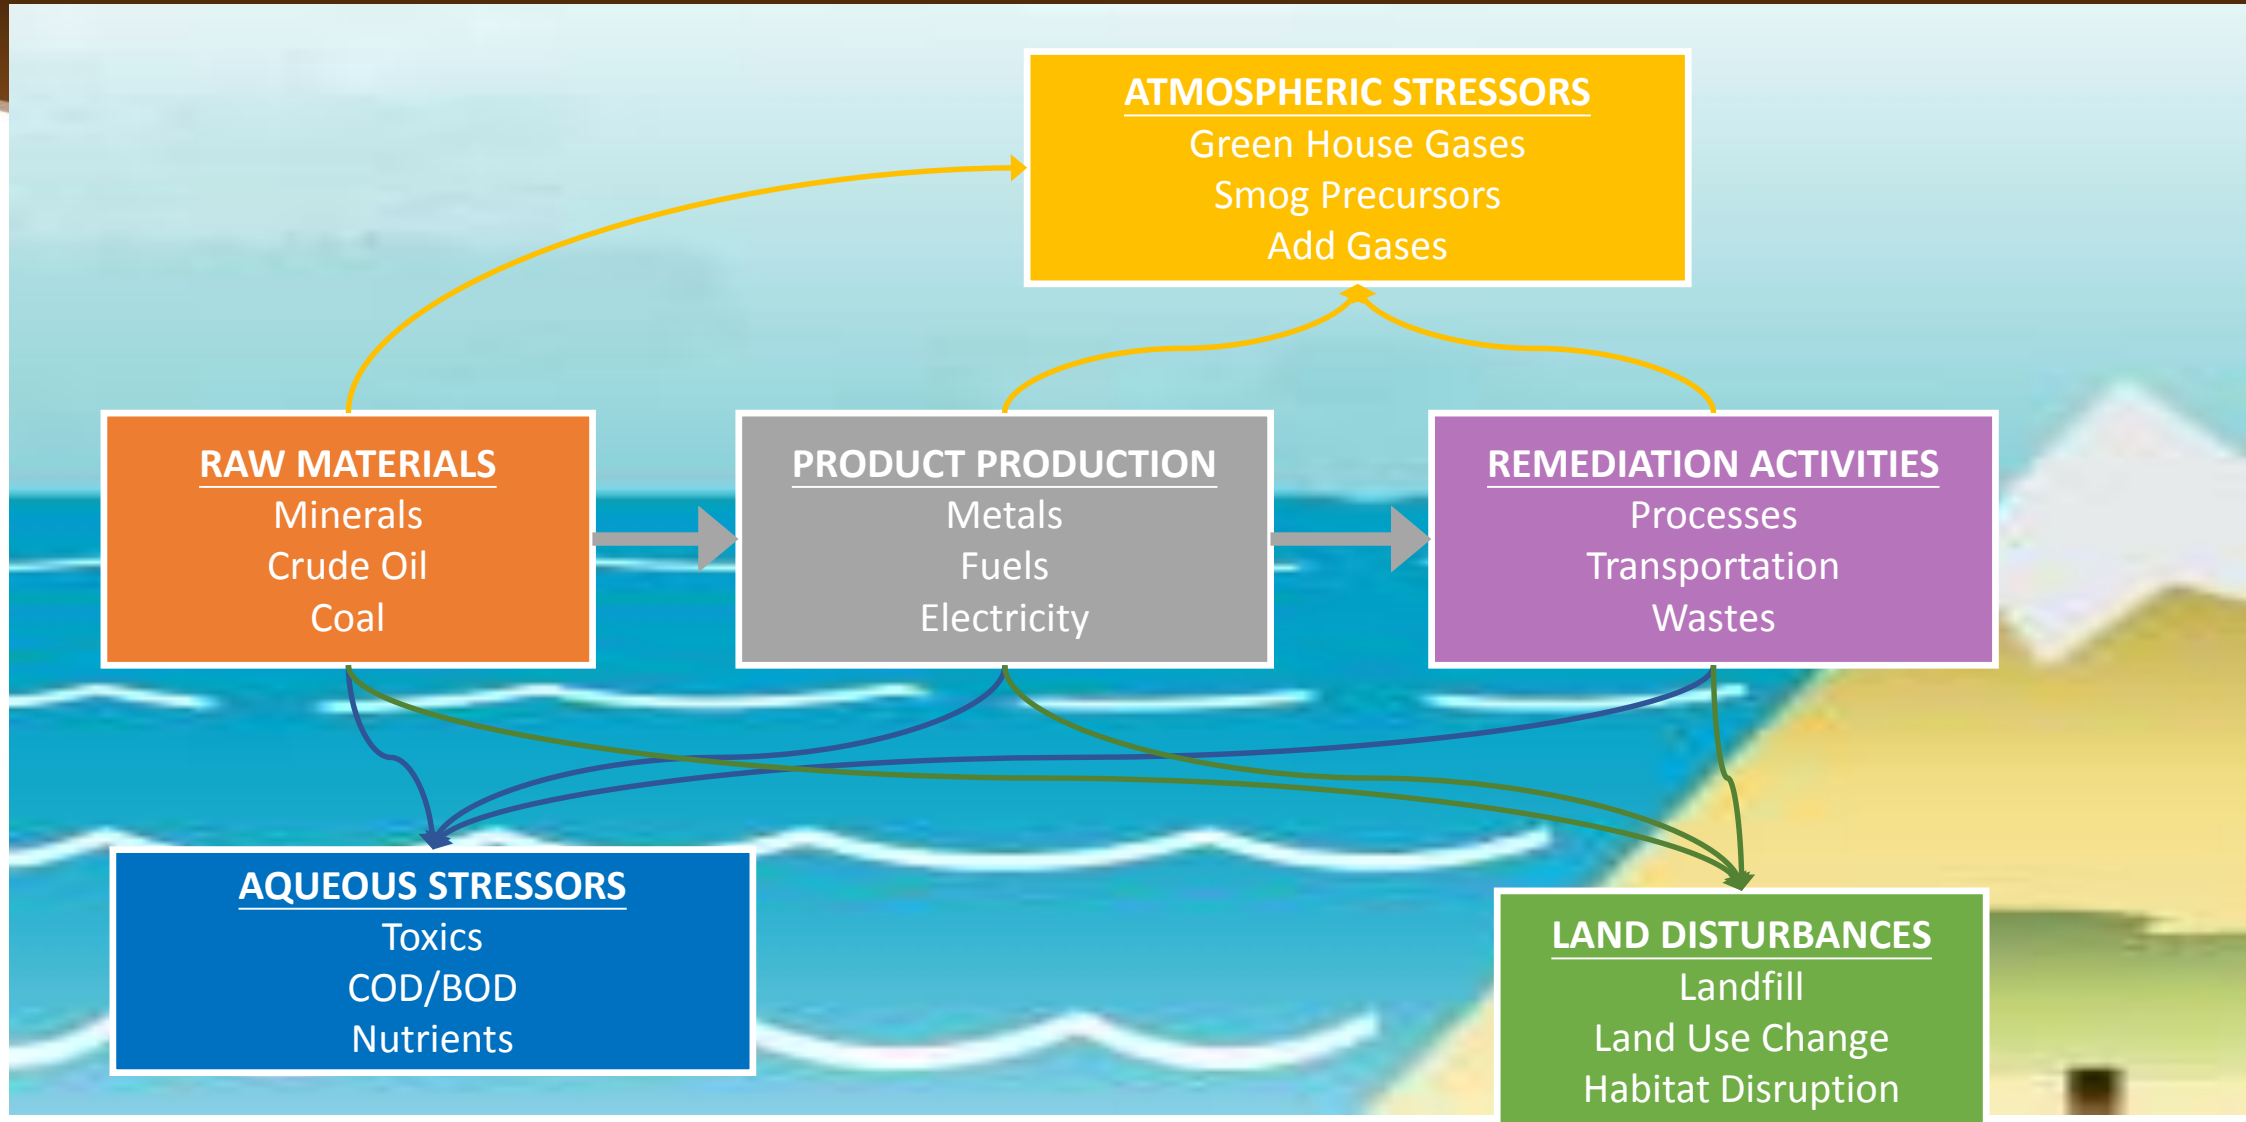 ATMOSPHERIC STRESSORS
Green House Gases
Smog Precursors
Add Gases
RAW MATERIALS
Minerals
Crude Oil
Coal
PRODUCT PRODUCTION
Metals
Fuels
Electricity
REMEDIATION ACTIVITIES
Processes
Transportation
Wastes
AQUEOUS STRESSORS
Toxics
COD/BOD
Nutrients
LAND DISTURBANCES
Landfill
Land Use Change
Habitat Disruption